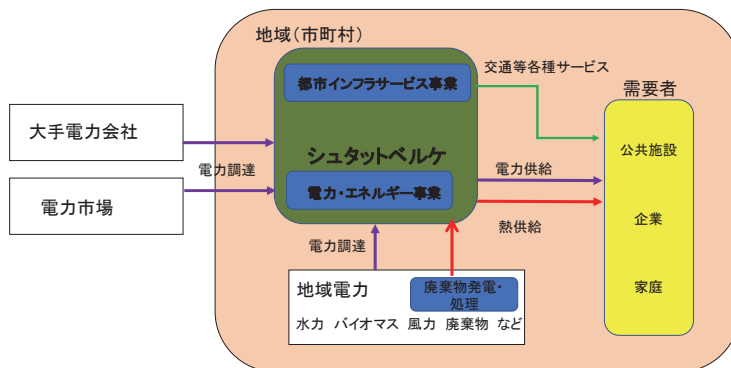 地域（市町村）
都市インフラサービス事業
交通等各種サービス
需要者
大手電力会社
シュタットベルケ
公共施設
電力調達
電力供給
電力市場
電力・エネルギー事業
熱供給
企業
電力調達
地域電力
廃棄物発電・
処理
家庭
水力 バイオマス 風力 廃棄物 など